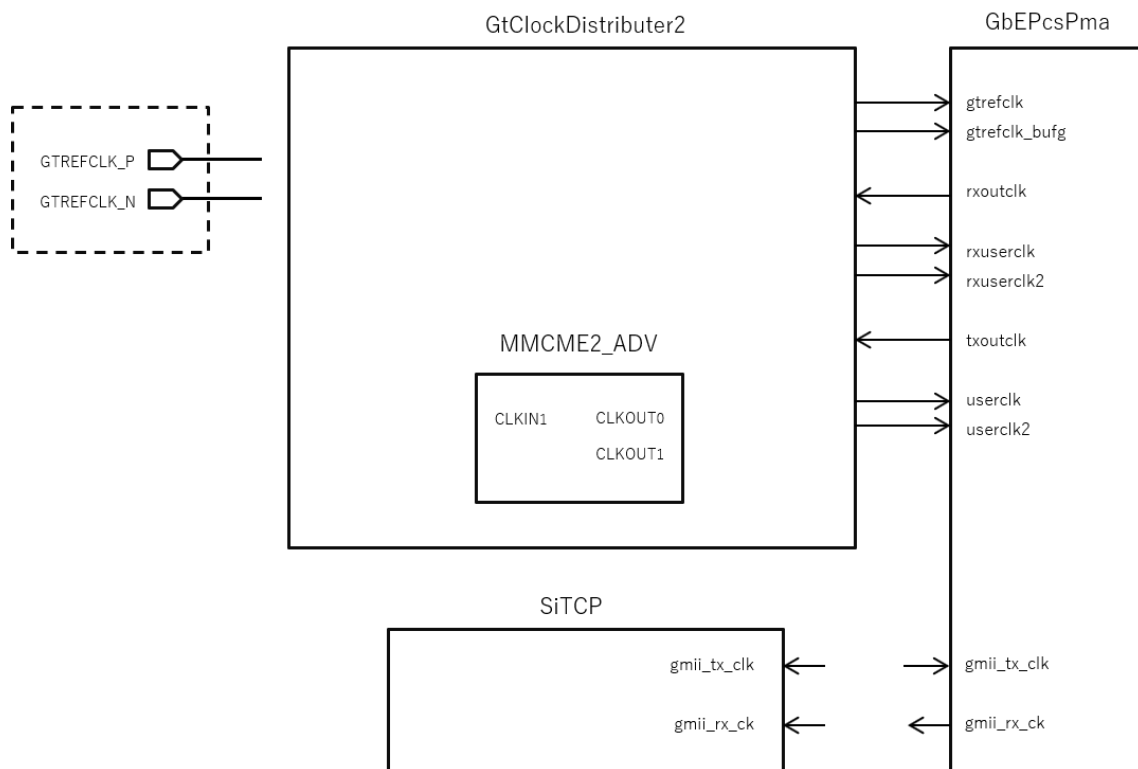 GtClockDistributer2
GbEPcsPma
GTREFCLK_P
GTREFCLK_N
gtrefclk
gtrefclk_bufg
rxoutclk
rxuserclk
rxuserclk2
txoutclk
userclk
userclk2
MMCME2_ADV
CLKIN1 CLKOUT0
CLKOUT1
SiTCP
gmii_tx_clk gmii_tx_clk
gmii_rx_ck gmii_rx_ck